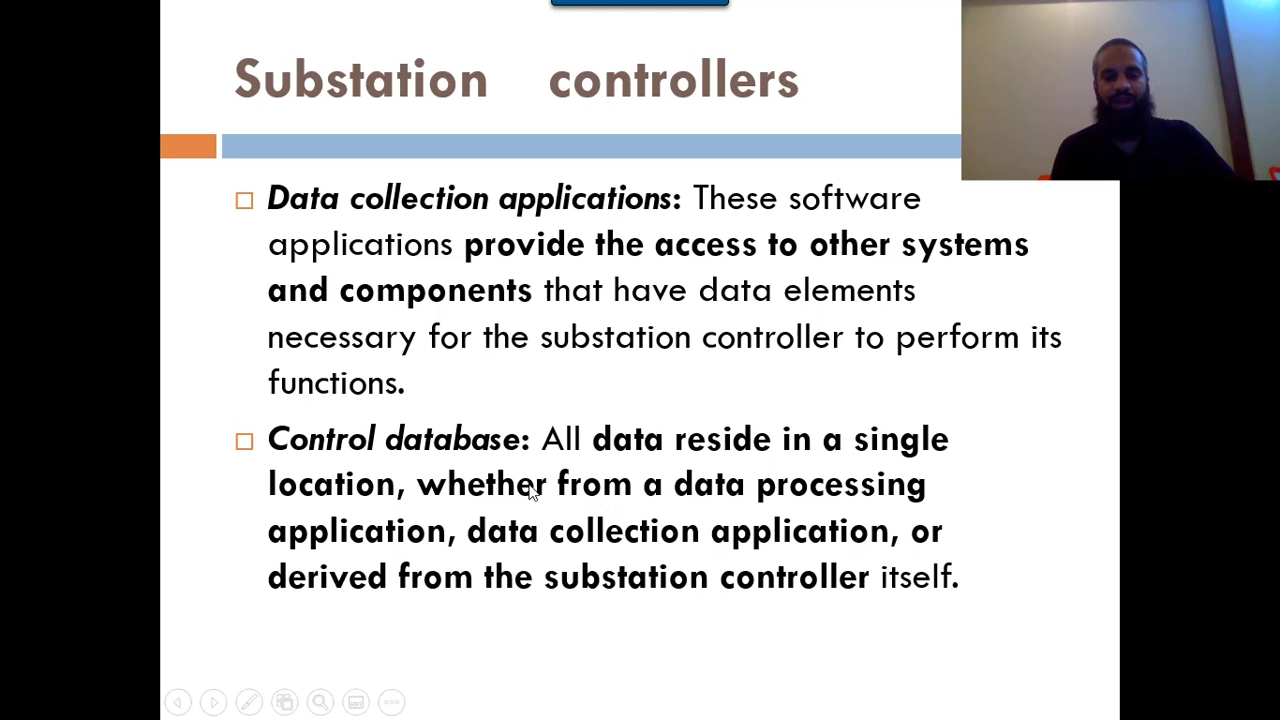 Substation controllers
Data collection applications: These software
applications provide the access to other systems
and components that have data elements
necessary for the substation controller to perform its
functions.
Control database: All data reside in a single
location, whether from a data processing
application, data collection application, or
derived from the substation controller itself.